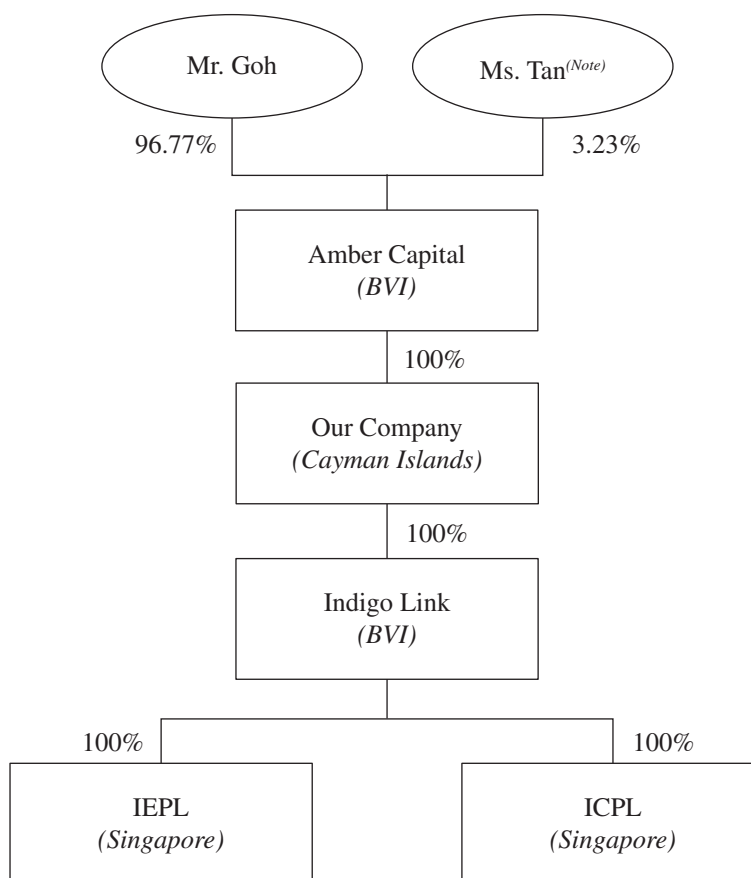 Mr. Goh
Ms. Tan(Note)
96.77%
3.23%
Amber Capital
(BVI)
100%
Our Company
(Cayman Islands)
100%
Indigo Link
(BVI)
100%
100%
IEPL
(Singapore)
ICPL
(Singapore)